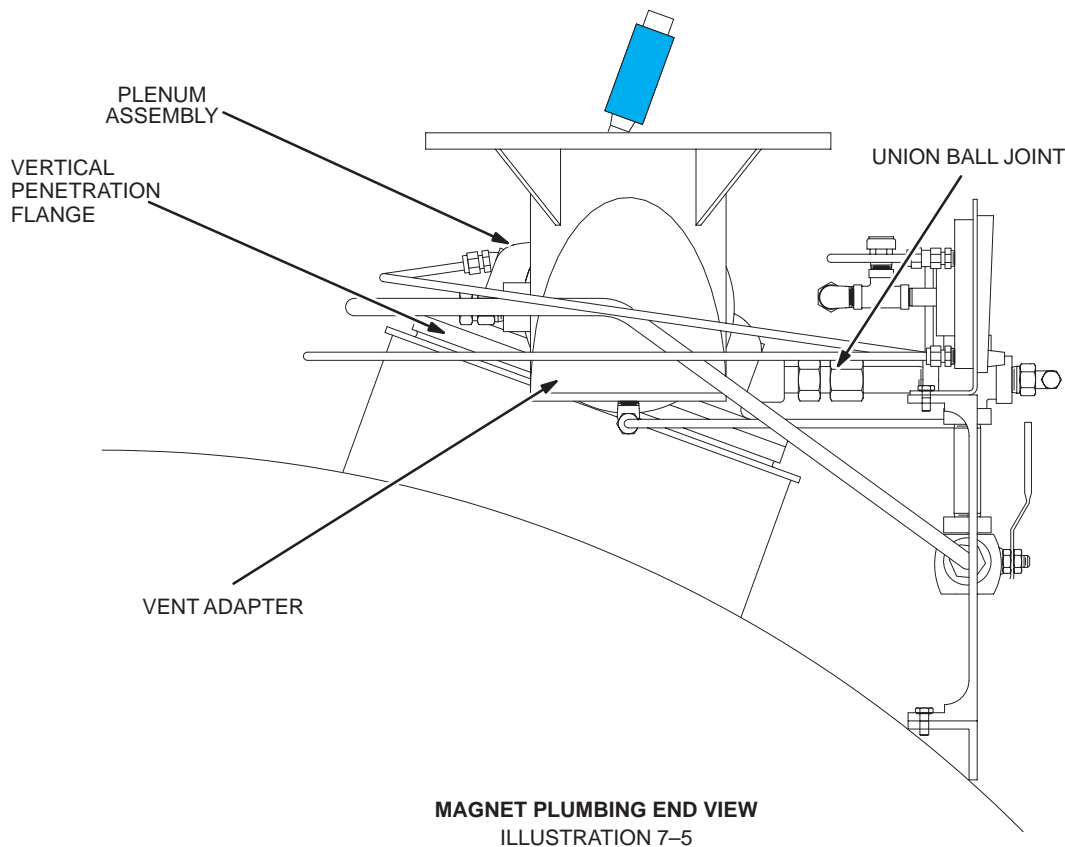 PLENUM
ASSEMBLY
VERTICAL
PENETRATION
FLANGE
UNION BALL JOINT
VENT ADAPTER
MAGNET PLUMBING END VIEW
ILLUSTRATION 7–5